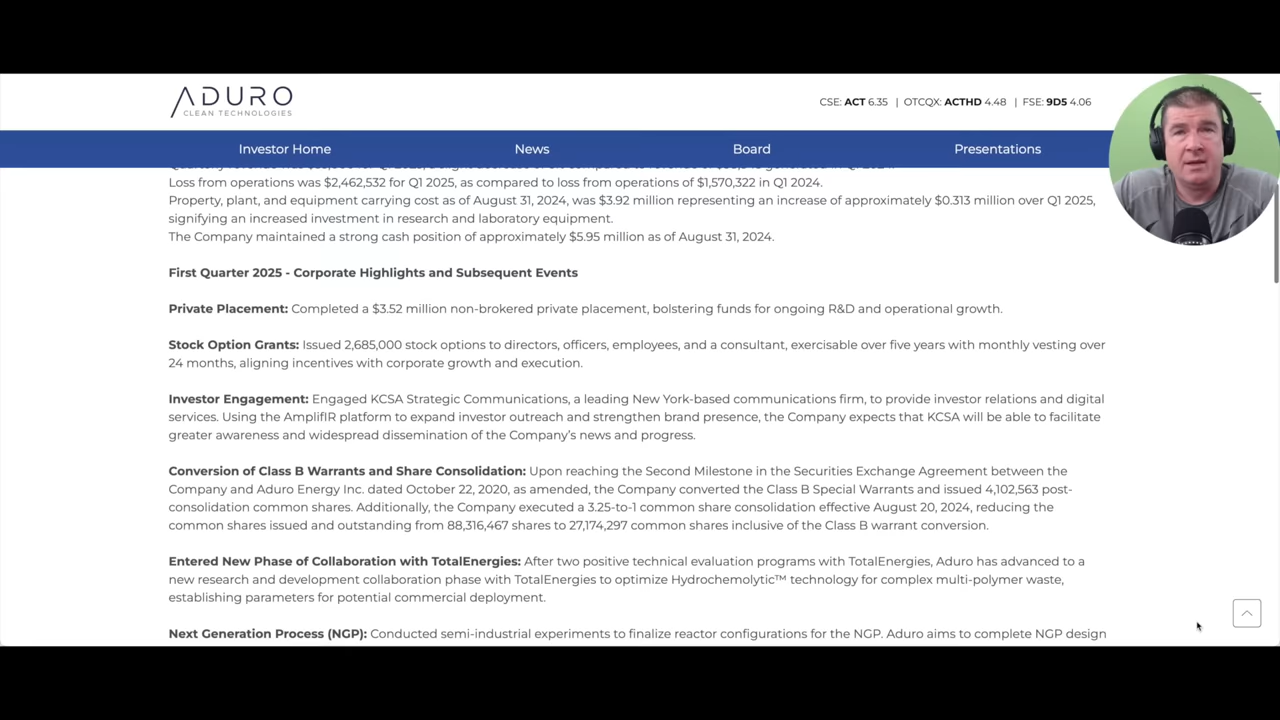 ADURO
CLEAN TECHNOLOGIES
CSE: ACT 6.35 | OTCQX: ACTHD 4.48 | FSE: 9D5 4.06
Investor Home News Board Presentations
Loss from operations was $2,462,532 for Q1 2025, as compared to loss from operations of $1,570,322 in Q1 2024.
Property, plant, and equipment carrying cost as of August 31, 2024, was $3.92 million representing an increase of approximately $0.313 million over Q1 2025,
signifying an increased investment in research and laboratory equipment.
The Company maintained a strong cash position of approximately $5.95 million as of August 31, 2024.
First Quarter 2025 - Corporate Highlights and Subsequent Events
Private Placement: Completed a $3.52 million non-brokered private placement, bolstering funds for ongoing R&D and operational growth.
Stock Option Grants: Issued 2,685,000 stock options to directors, officers, employees, and a consultant, exercisable over five years with monthly vesting over
24 months, aligning incentives with corporate growth and execution.
Investor Engagement: Engaged KCSA Strategic Communications, a leading New York-based communications firm, to provide investor relations and digital
services. Using the AmplifIR platform to expand investor outreach and strengthen brand presence, the Company expects that KCSA will be able to facilitate
greater awareness and widespread dissemination of the Company’s news and progress.
Conversion of Class B Warrants and Share Consolidation: Upon reaching the Second Milestone in the Securities Exchange Agreement between the
Company and Aduro Energy Inc. dated October 22, 2020, as amended, the Company converted the Class B Special Warrants and issued 4,102,563 post-
consolidation common shares. Additionally, the Company executed a 3.25-to-1 common share consolidation effective August 20, 2024, reducing the
common shares issued and outstanding from 88,316,467 shares to 27,174,297 common shares inclusive of the Class B warrant conversion.
Entered New Phase of Collaboration with TotalEnergies: After two positive technical evaluation programs with TotalEnergies, Aduro has advanced to a
new research and development collaboration phase with TotalEnergies to optimize Hydrochemolytic™ technology for complex multi-polymer waste,
establishing parameters for potential commercial deployment.
Next Generation Process (NGP): Conducted semi-industrial experiments to finalize reactor configurations for the NGP. Aduro aims to complete NGP design